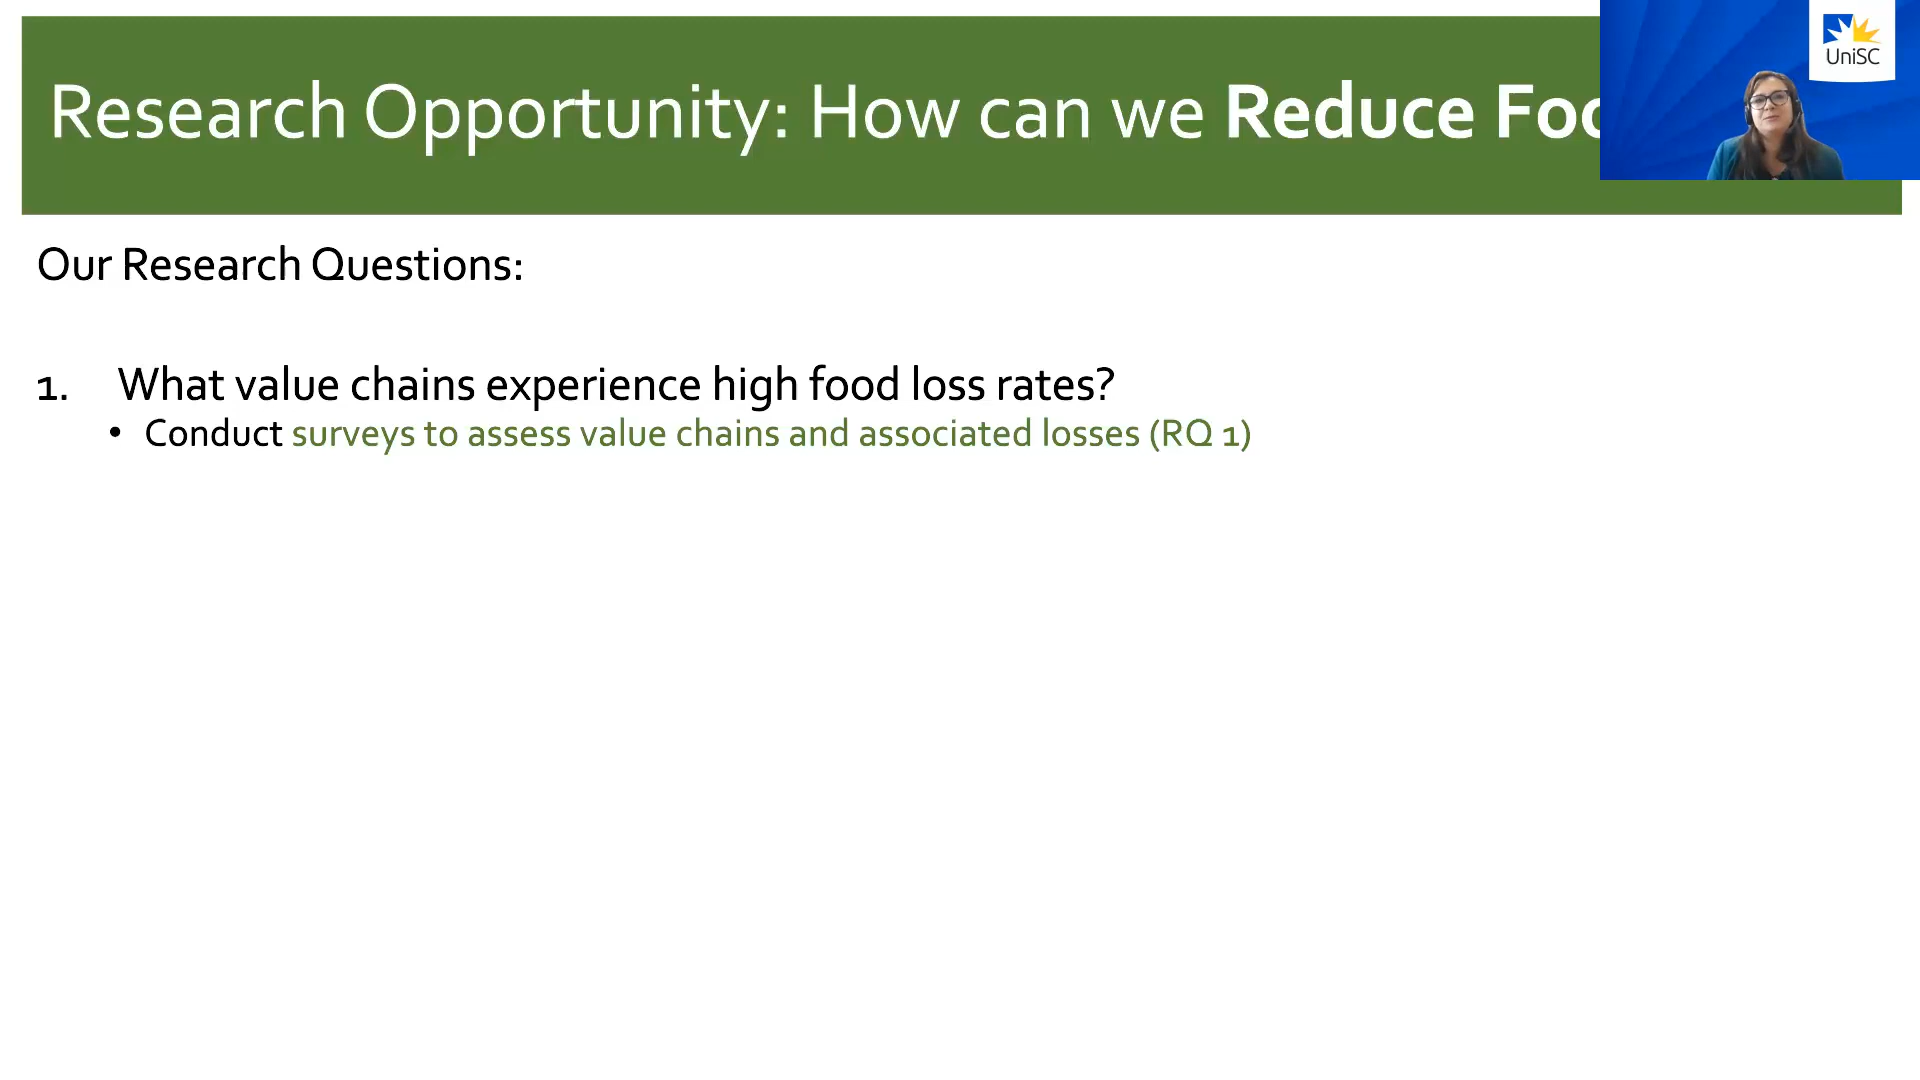 Research Opportunity: How can we Reduce
UniSC
Our Research Questions:
1. What value chains experience high food loss rates?
• Conduct surveys to assess value chains and associated losses (RQ 1)